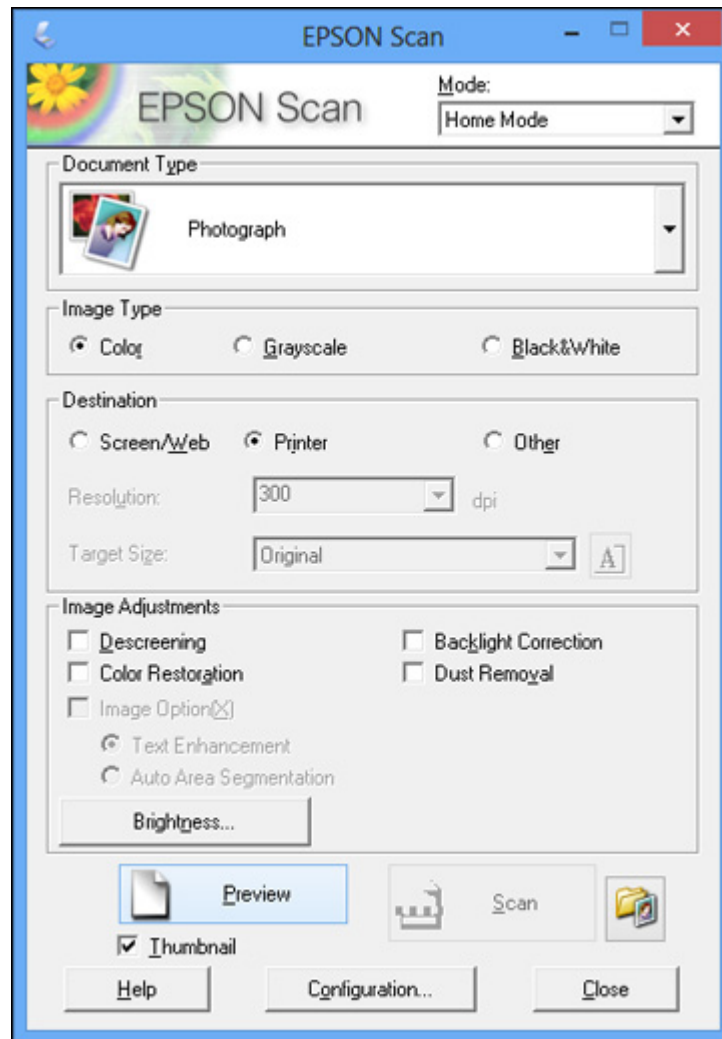 EPSON Scan
EPSON Scan
Mode:
Home Mode
Document Type
Photograph
Image Type
Color Grayscale Black&White
Destination
Screen/Web Printer Other
Resolution: 300 dpi
Target Size: Original A
Image Adjustments
Descreening Backlight Correction
Color Restoration Dust Removal
Image Option(X)
Text Enhancement
Auto Area Segmentation
Brightness...
Preview Scan
Thumbnail
Help Configuration... Close